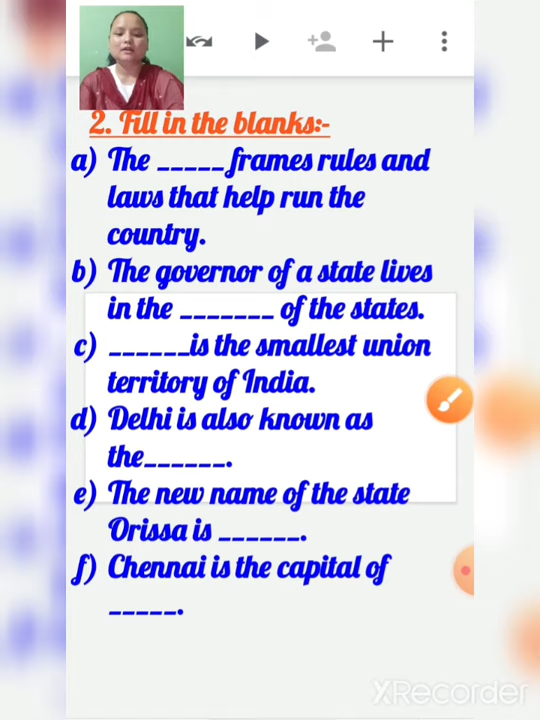 2. Fill in the blanks:-
a) The _____ frames rules and
laws that help run the
country.
b) The governor of a state lives
in the _______ of the states.
c) ______is the smallest union
territory of India.
d) Delhi is also known as
the______.
e) The new name of the state
Orissa is ______.
f) Chennai is the capital of
_____.
XRecorder